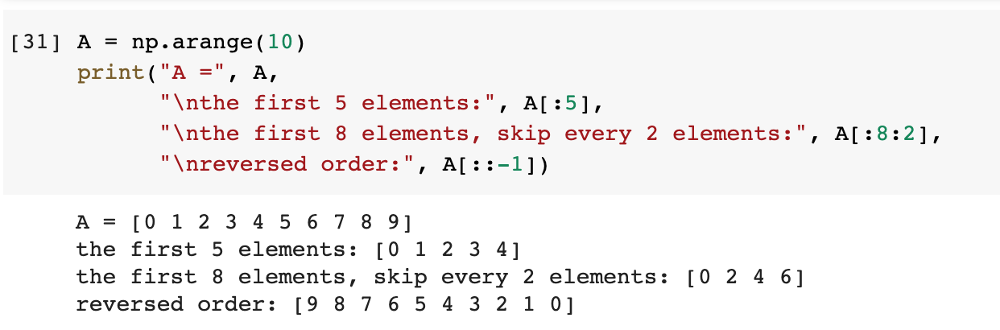 [31] A = np.arange(10)
print("A =", A,
"\nthe first 5 elements:", A[:5],
"\nthe first 8 elements, skip every 2 elements:", A[:8:2],
"\nreversed order:", A[::-1])
A = [0 1 2 3 4 5 6 7 8 9]
the first 5 elements: [0 1 2 3 4]
the first 8 elements, skip every 2 elements: [0 2 4 6]
reversed order: [9 8 7 6 5 4 3 2 1 0]